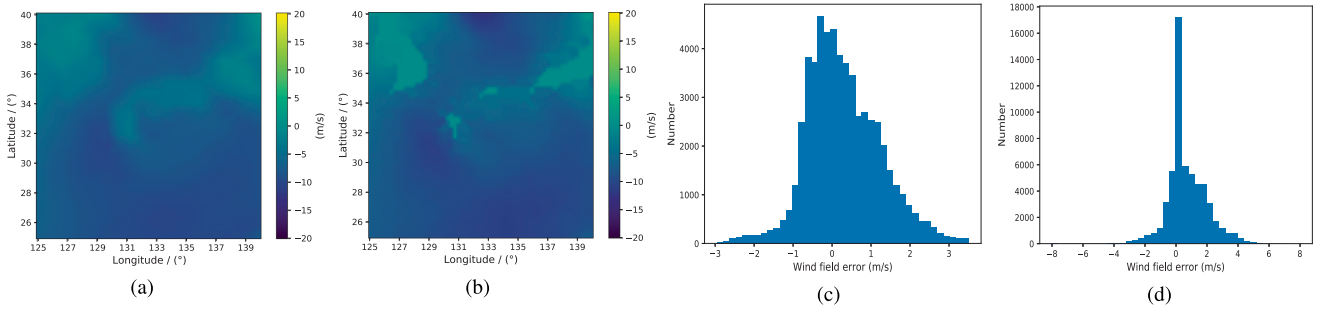 40
38
36
34
32
30
28
26
Latitude / (°)
125 127 129 131 133 135 137 139
Longitude / (°)
20
15
10
5
0
−5
−10
−15
−20
(m/s)
(a)
40
38
36
34
32
30
28
26
Latitude / (°)
125 127 129 131 133 135 137 139
Longitude / (°)
20
15
10
5
0
−5
−10
−15
−20
(m/s)
(b)
4000
3000
2000
1000
0
Number
−3 −2 −1 0 1 2 3
Wind field error (m/s)
(c)
18000
16000
14000
12000
10000
8000
6000
4000
2000
0
Number
−8 −6 −4 −2 0 2 4 6 8
Wind field error (m/s)
(d)